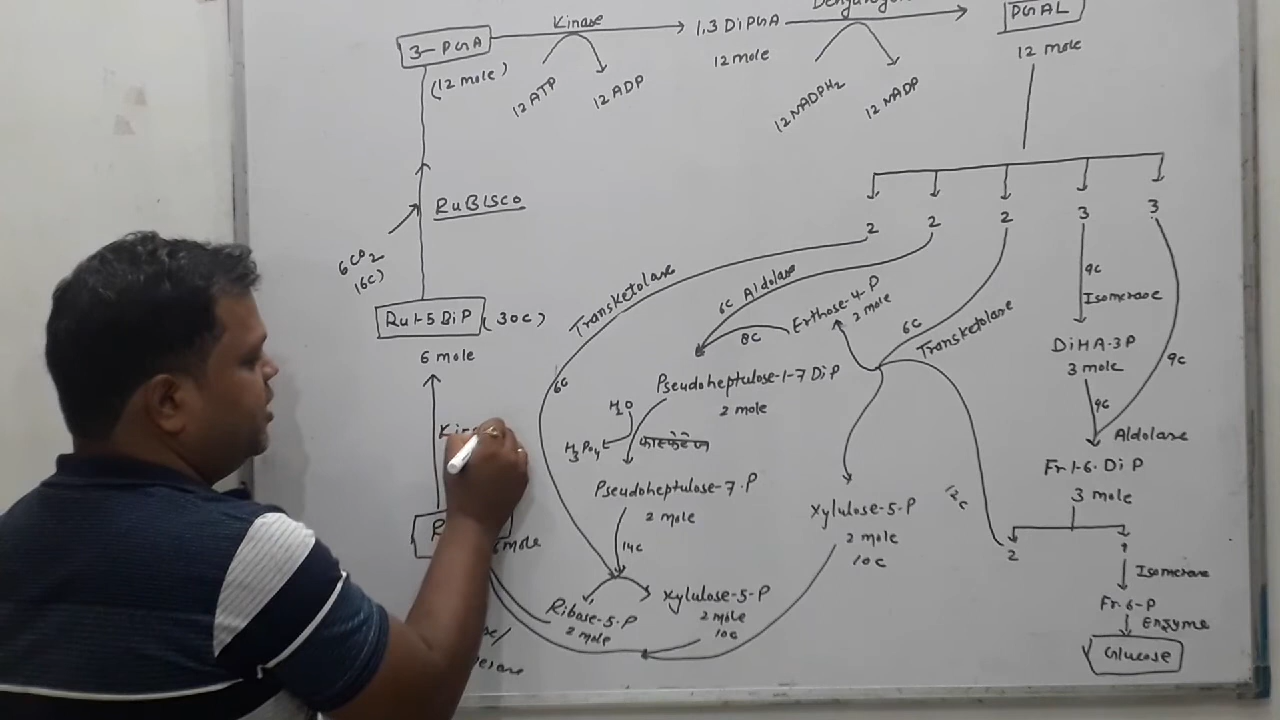 Kinase
3-PGA
1,3 DiPGA
PGAL
(12 mole)
12 mole
12 mole
12 ATP
12 ADP
12 NADPH2
12 NADP
RuBisCo
6CO2
(6C)
Ru1-5 DiP (30C)
6 mole
2
2
2
3
3
Transketolase
6C Aldolase
Erthose-4-P
2 mole
8C
6C
Transketolase
9C
Isomerase
DiHA-3P
3 mole
9C
9C
Aldolase
Fr 1-6-DiP
3 mole
6C
Pseudoheptulose-1-7 DiP
2 mole
H2O
H3PO4
Pseudoheptulose-7-P
2 mole
14C
Xylulose-5-P
2 mole
10C
12C
2
1
Isomerase
Fr-6-P
Enzyme
Glucose
Ribose-5-P
2 mole
Xylulose-5-P
2 mole
10C